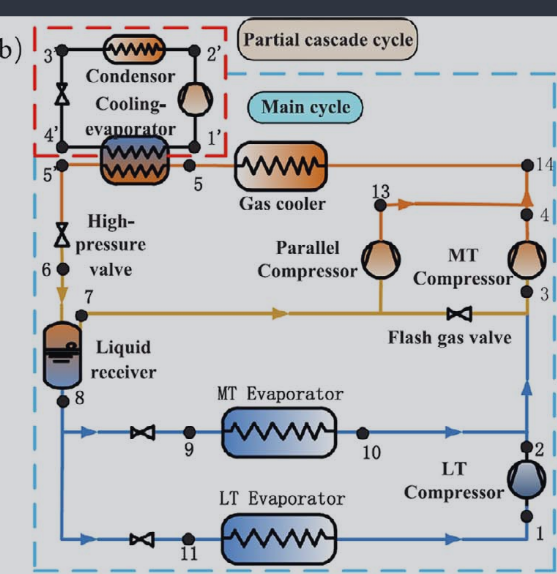 b)
Partial cascade cycle
3'
2'
Condensor
Cooling-
evaporator
Main cycle
4'
1'
5'
5
14
Gas cooler
13
4
High-
pressure
valve
Parallel
Compressor
MT
Compressor
6
3
7
Flash gas valve
Liquid
receiver
8
MT Evaporator
9
10
2
LT
Compressor
LT Evaporator
11
1